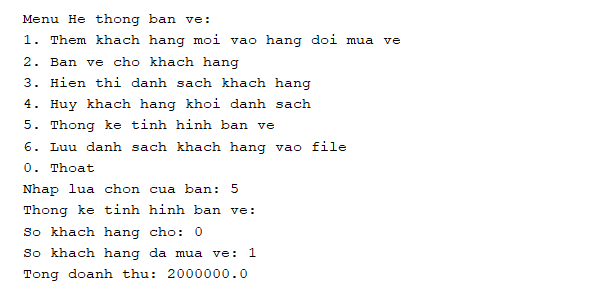 Menu He thong ban ve:
1. Them khach hang moi vao hang doi mua ve
2. Ban ve cho khach hang
3. Hien thi danh sach khach hang
4. Huy khach hang khoi danh sach
5. Thong ke tinh hinh ban ve
6. Luu danh sach khach hang vao file
0. Thoat
Nhap lua chon cua ban: 5
Thong ke tinh hinh ban ve:
So khach hang cho: 0
So khach hang da mua ve: 1
Tong doanh thu: 2000000.0